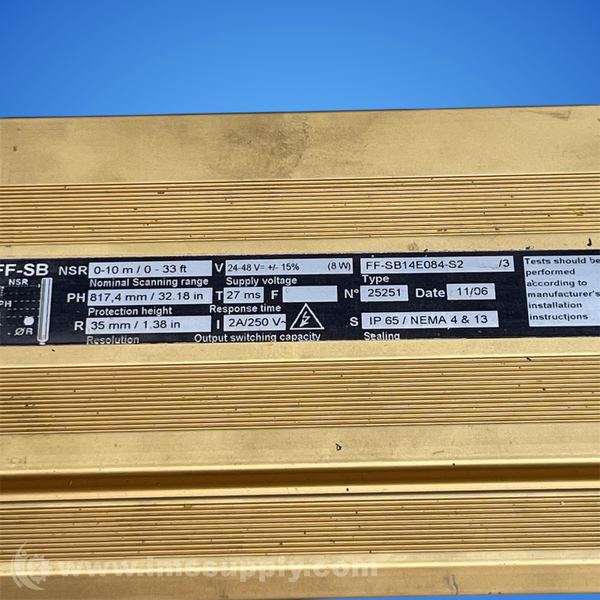 FF-SB NSR 0-10 m / 0 - 33 ft V 24-48 V= +/- 15% (8 W) FF-SB14E084-S2 /3
Nominal Scanning range Supply voltage Type
NSR
PH 817,4 mm / 32.18 in T 27 ms F N° 25251 Date 11/06
PH
Protection height Response time
ØR
R 35 mm / 1.38 in I 2A/250 V~ S IP 65 / NEMA 4 & 13
Resolution Output switching capacity Sealing
Tests should be
performed
according to
manufacturer's
installation
instructions
www.imssupply.com